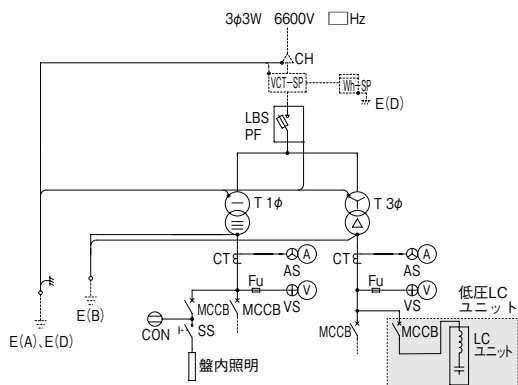 3φ3W 6600V □Hz
CH
VCT-SP
Wh-SP
E(D)
LBS
PF
T 1φ
T 3φ
CT
A
AS
CT
A
AS
Fu
V
VS
Fu
V
VS
E(B)
MCCB
MCCB
MCCB
MCCB
低圧LC
ユニット
E(A)、E(D)
CON
SS
LC
ユニット
盤内照明